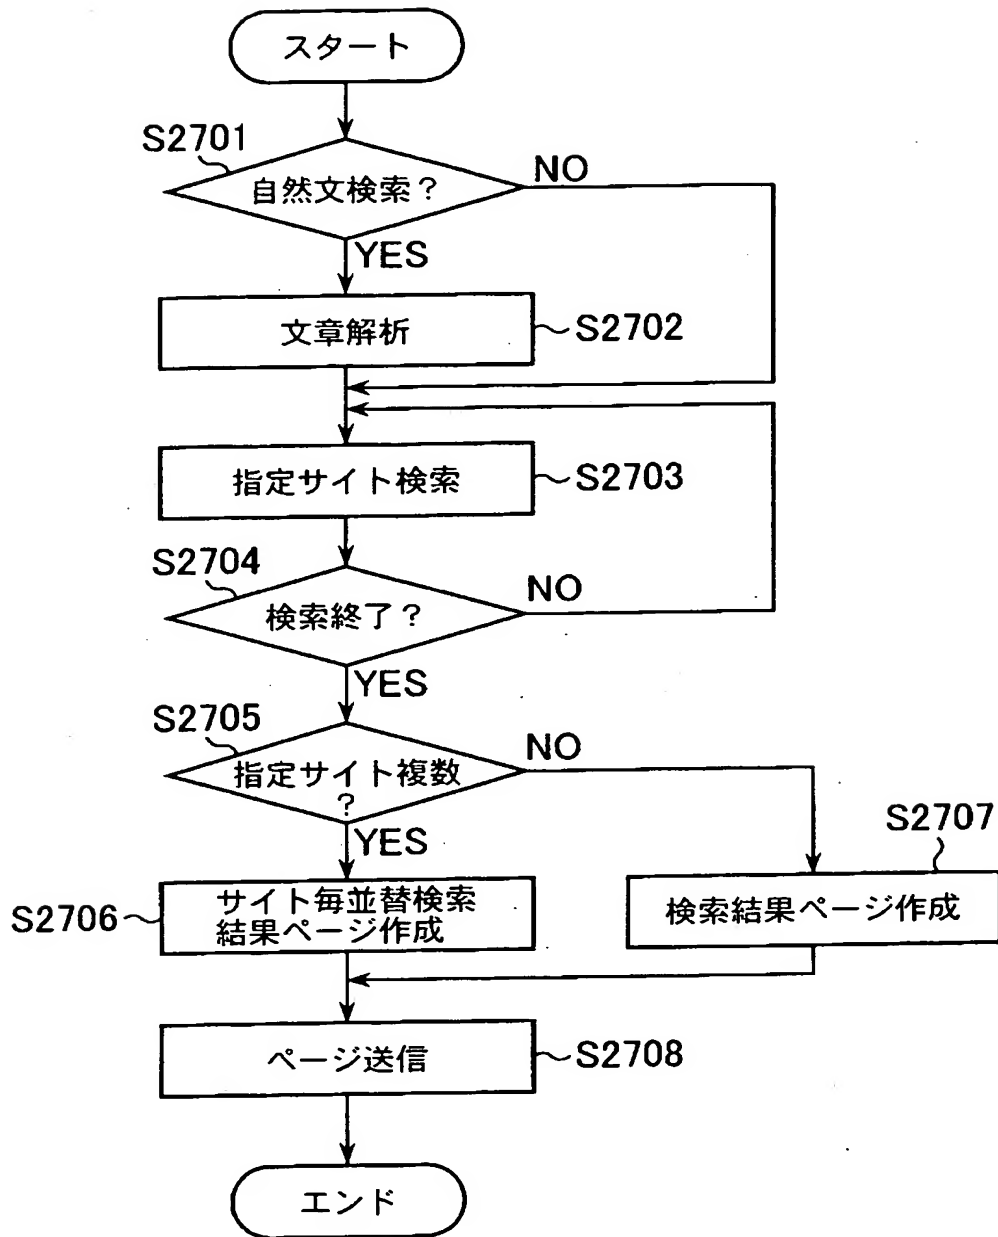 スタート
S2701
自然文検索？
NO
YES
文章解析
S2702
指定サイト検索
S2703
S2704
検索終了？
NO
YES
S2705
指定サイト複数
？
NO
YES
S2707
S2706
サイト毎並替検索
結果ページ作成
検索結果ページ作成
ページ送信
S2708
エンド